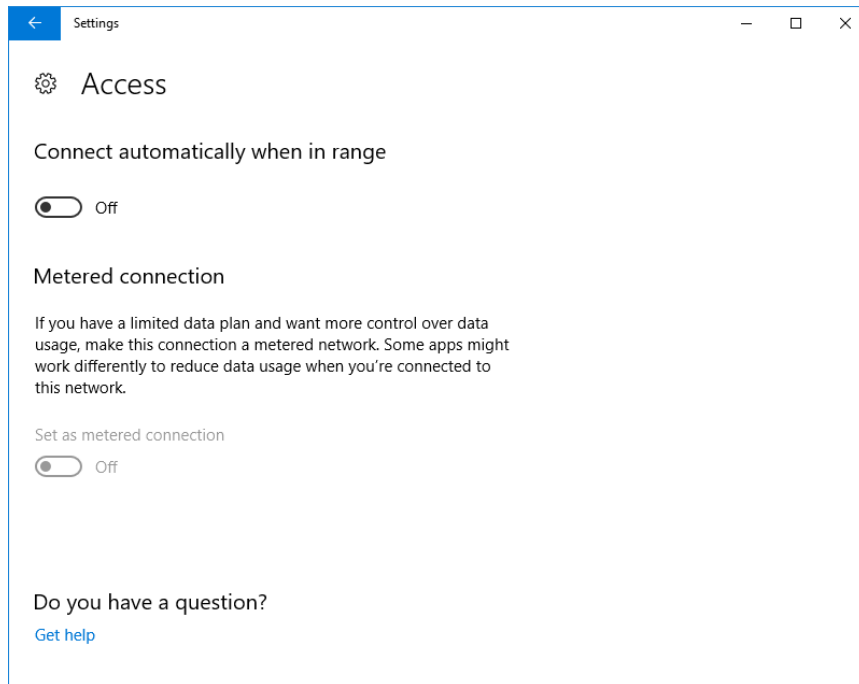 Settings
Access
Connect automatically when in range
Off
Metered connection
If you have a limited data plan and want more control over data
usage, make this connection a metered network. Some apps might
work differently to reduce data usage when you’re connected to
this network.
Set as metered connection
Off
Do you have a question?
Get help